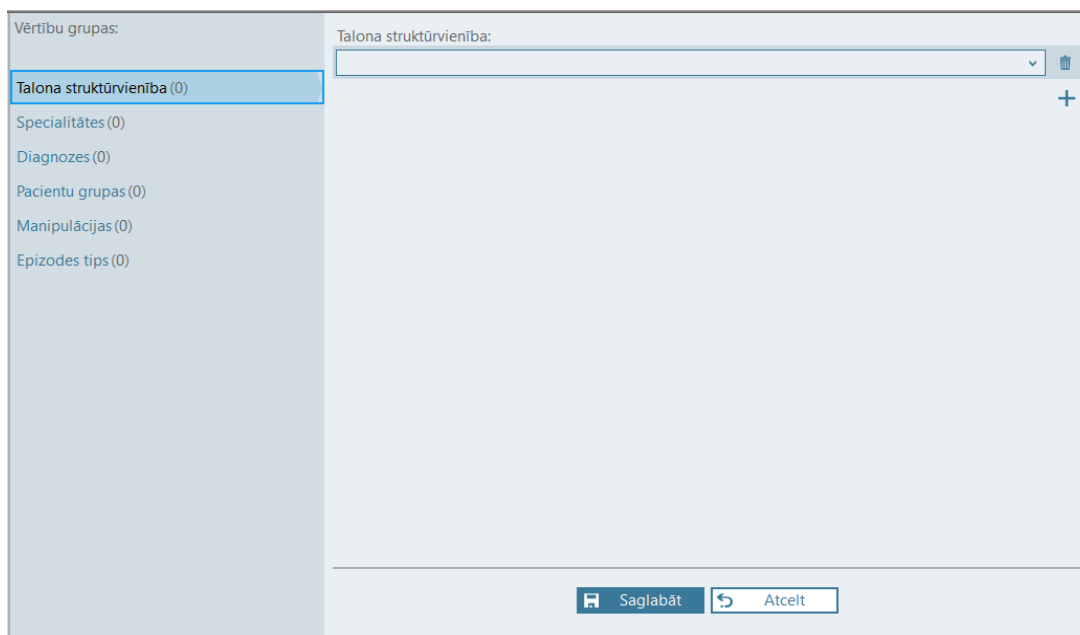 Vērtību grupas:
Talona struktūrvienība (0)
Specialitātes (0)
Diagnozes (0)
Pacientu grupas (0)
Manipulācijas (0)
Epizodes tips (0)
Talona struktūrvienība:
Saglabāt
Atcelt